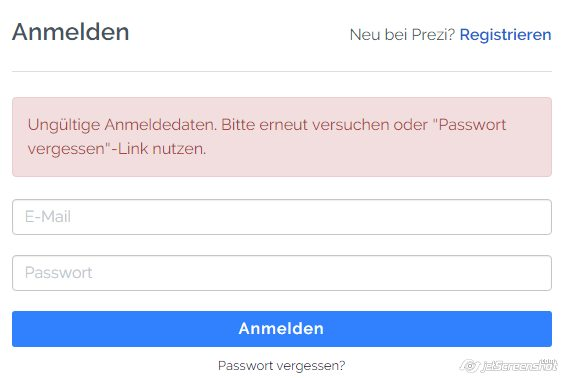 Anmelden
Neu bei Prezi? Registrieren
Ungültige Anmeldedaten. Bitte erneut versuchen oder "Passwort
vergessen"-Link nutzen.
E-Mail
Passwort
Anmelden
Passwort vergessen?
jetScreenshot